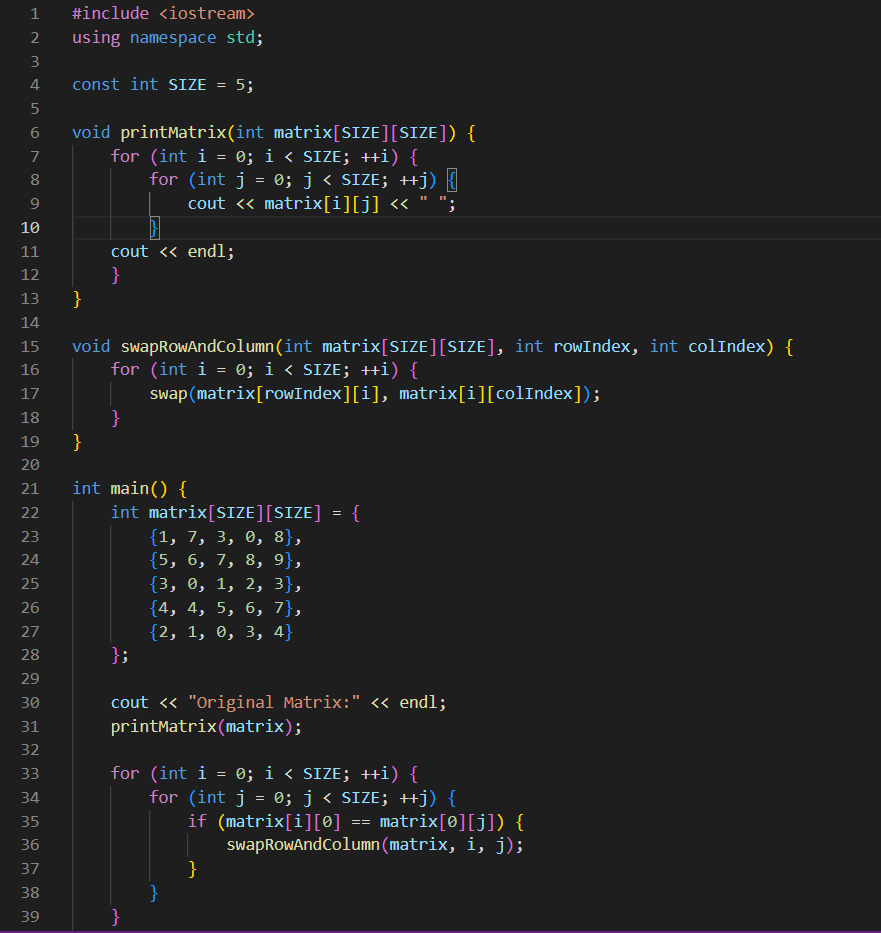 1 #include <iostream>
2 using namespace std;
3
4 const int SIZE = 5;
5
6 void printMatrix(int matrix[SIZE][SIZE]) {
7     for (int i = 0; i < SIZE; ++i) {
8         for (int j = 0; j < SIZE; ++j) {
9             cout << matrix[i][j] << " ";
10         }
11     cout << endl;
12     }
13 }
14
15 void swapRowAndColumn(int matrix[SIZE][SIZE], int rowIndex, int colIndex) {
16     for (int i = 0; i < SIZE; ++i) {
17         swap(matrix[rowIndex][i], matrix[i][colIndex]);
18     }
19 }
20
21 int main() {
22     int matrix[SIZE][SIZE] = {
23         {1, 7, 3, 0, 8},
24         {5, 6, 7, 8, 9},
25         {3, 0, 1, 2, 3},
26         {4, 4, 5, 6, 7},
27         {2, 1, 0, 3, 4}
28     };
29
30     cout << "Original Matrix:" << endl;
31     printMatrix(matrix);
32
33     for (int i = 0; i < SIZE; ++i) {
34         for (int j = 0; j < SIZE; ++j) {
35             if (matrix[i][0] == matrix[0][j]) {
36                 swapRowAndColumn(matrix, i, j);
37             }
38         }
39     }